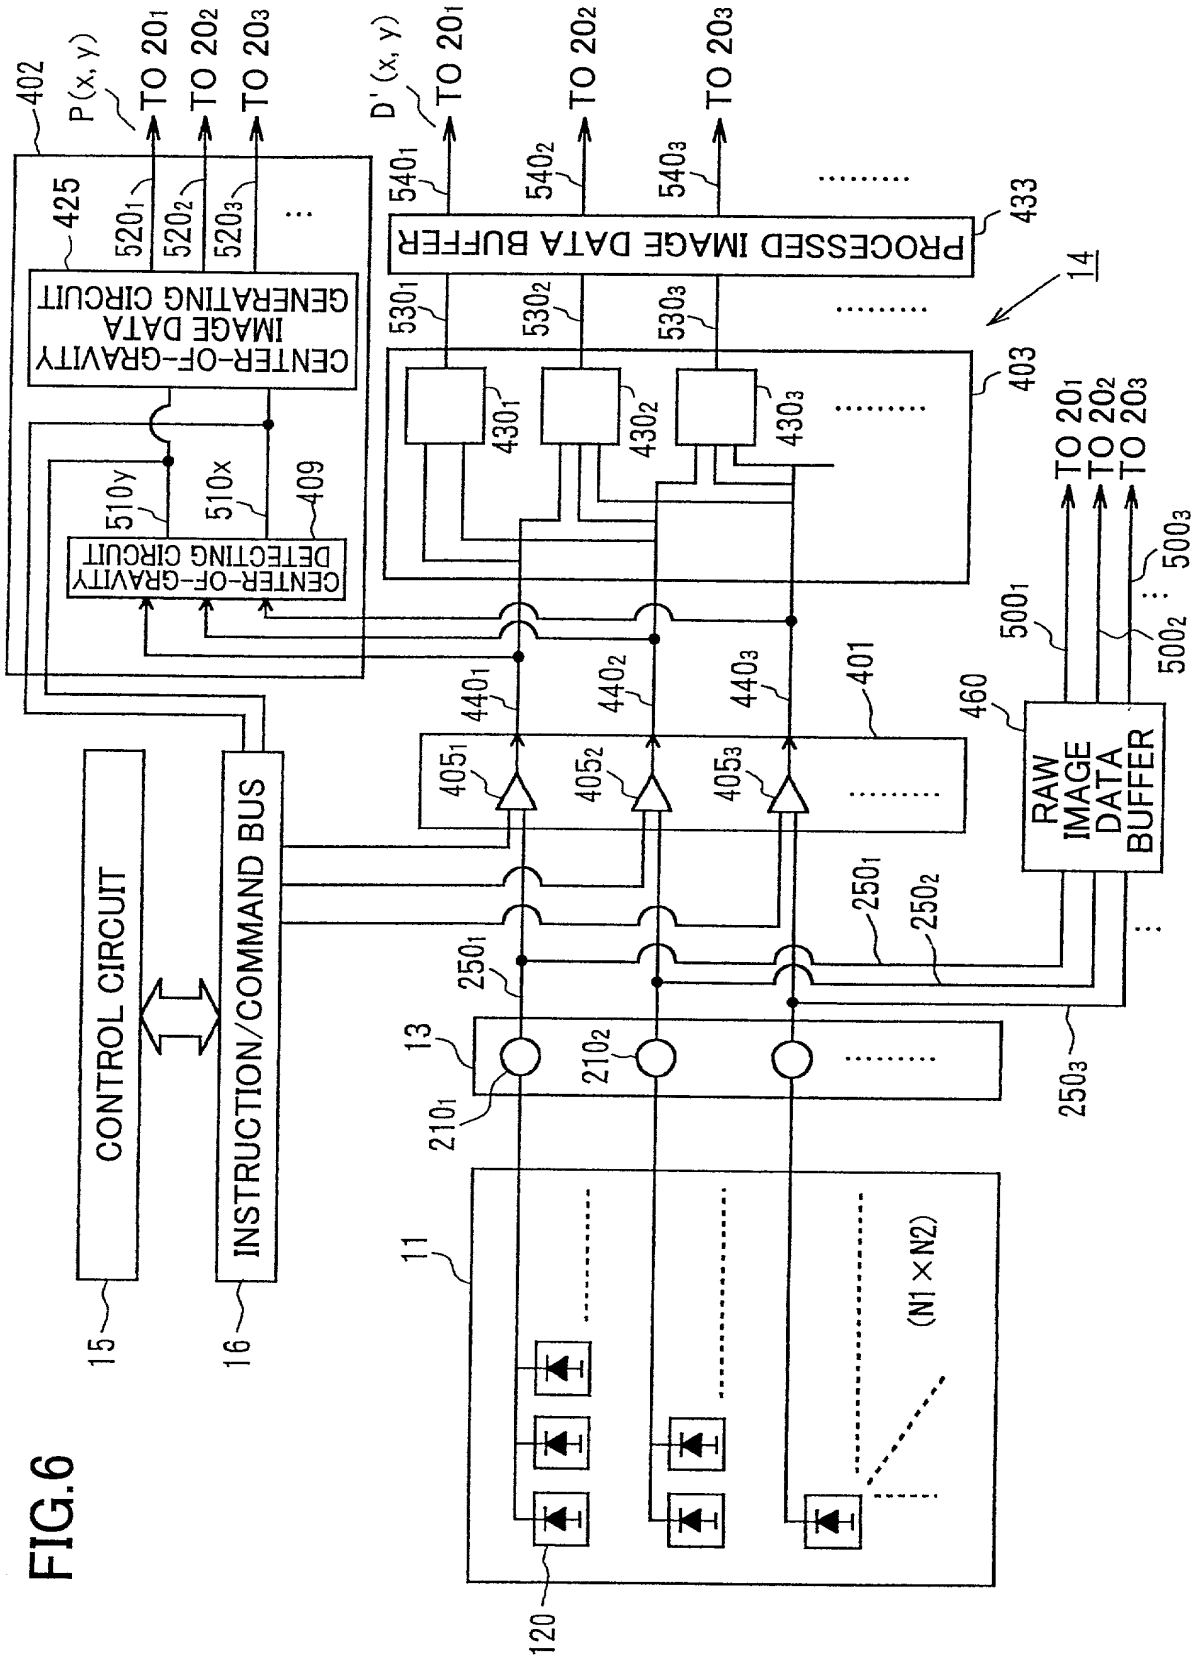 FIG.6
15
CONTROL CIRCUIT
16
INSTRUCTION/COMMAND BUS
402
P(x, y)
425
CENTER-OF-GRAVITY
DETECTING CIRCUIT
409
510y
510x
CENTER-OF-GRAVITY
IMAGE DATA
GENERATING CIRCUIT
520₁
520₂
520₃
TO 20₁
TO 20₂
TO 20₃
...
11
120
(N1 × N2)
13
210₁
210₂
250₁
405₁
405₂
405₃
401
440₁
440₂
440₃
430₁
430₂
430₃
403
530₁
530₂
530₃
PROCESSED IMAGE DATA BUFFER
433
540₁
540₂
540₃
D'(x, y)
TO 20₁
TO 20₂
TO 20₃
14
250₁
250₂
250₃
...
460
RAW
IMAGE
DATA
BUFFER
500₁
500₂
500₃
...
TO 20₁
TO 20₂
TO 20₃